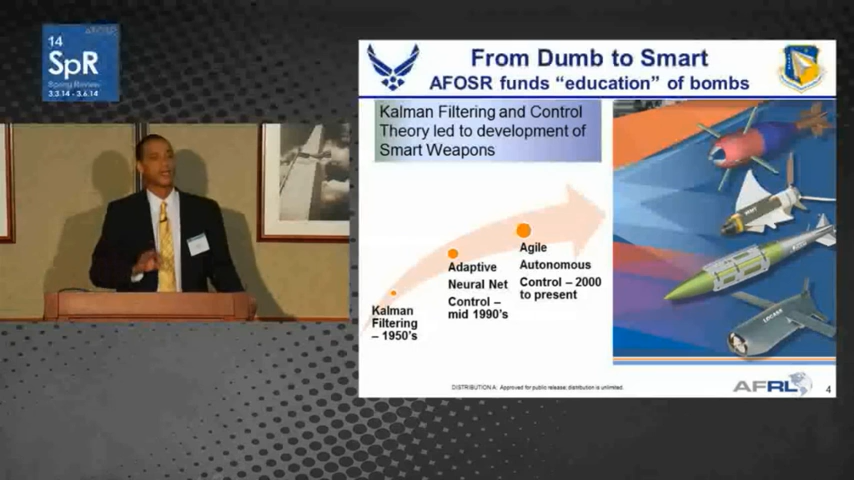 14
SpR
Spring Review
3.3.14 - 3.6.14
From Dumb to Smart
AFOSR funds “education” of bombs
Kalman Filtering and Control
Theory led to development of
Smart Weapons
Kalman
Filtering
– 1950's
Adaptive
Neural Net
Control –
mid 1990's
Agile
Autonomous
Control – 2000
to present
DISTRIBUTION A: Approved for public release; distribution is unlimited.
AFRL
4